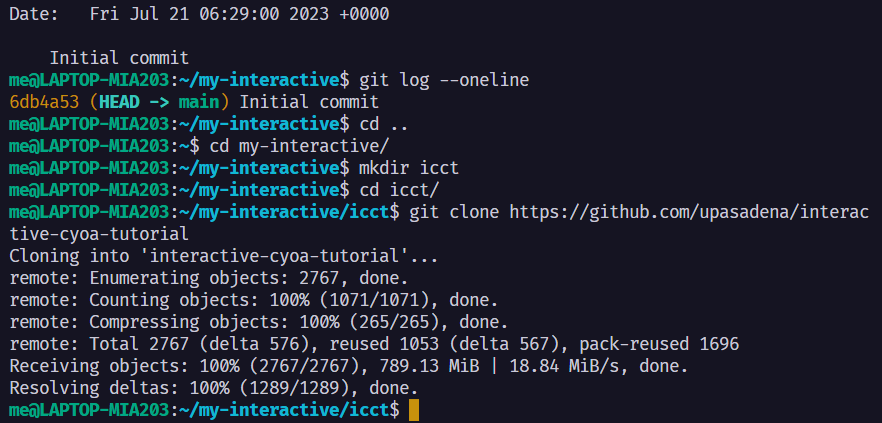 Date:   Fri Jul 21 06:29:00 2023 +0000
    Initial commit
me@LAPTOP-MIA203:~/my-interactive$ git log --oneline
6db4a53 (HEAD -> main) Initial commit
me@LAPTOP-MIA203:~/my-interactive$ cd ..
me@LAPTOP-MIA203:~$ cd my-interactive/
me@LAPTOP-MIA203:~/my-interactive$ mkdir icct
me@LAPTOP-MIA203:~/my-interactive$ cd icct/
me@LAPTOP-MIA203:~/my-interactive/icct$ git clone https://github.com/upasadena/interac
tive-cyoa-tutorial
Cloning into 'interactive-cyoa-tutorial'...
remote: Enumerating objects: 2767, done.
remote: Counting objects: 100% (1071/1071), done.
remote: Compressing objects: 100% (265/265), done.
remote: Total 2767 (delta 576), reused 1053 (delta 567), pack-reused 1696
Receiving objects: 100% (2767/2767), 789.13 MiB | 18.84 MiB/s, done.
Resolving deltas: 100% (1289/1289), done.
me@LAPTOP-MIA203:~/my-interactive/icct$